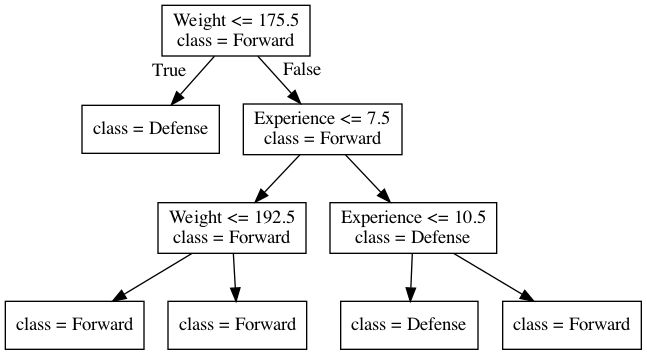 Weight <= 175.5
class = Forward
True
False
class = Defense
Experience <= 7.5
class = Forward
Weight <= 192.5
class = Forward
Experience <= 10.5
class = Defense
class = Forward
class = Forward
class = Defense
class = Forward